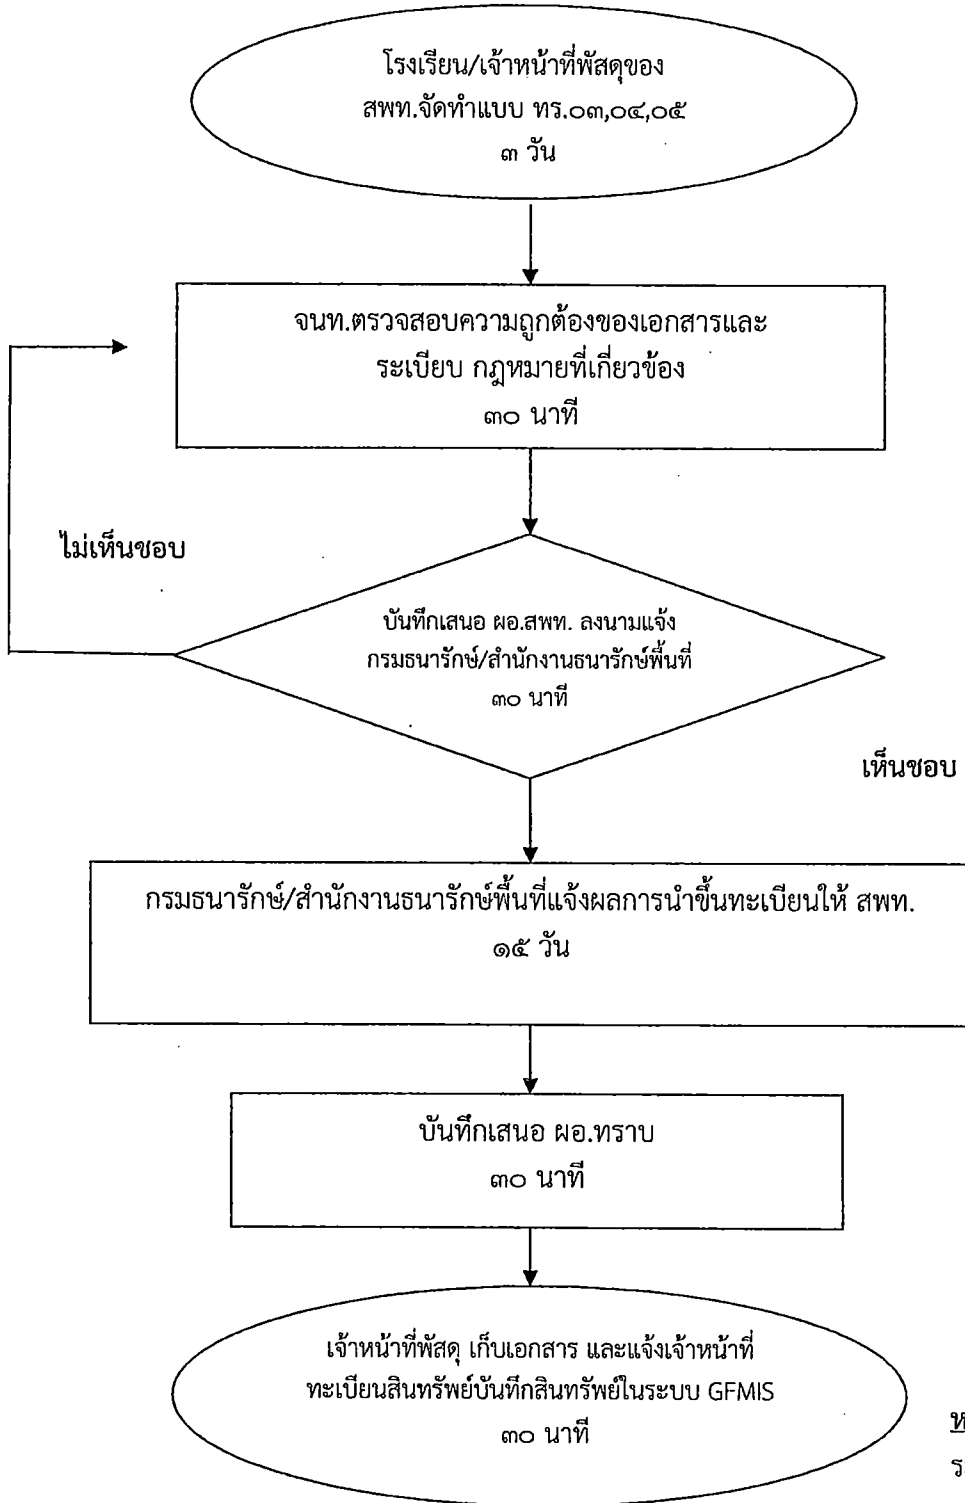 โรงเรียน/เจ้าหน้าที่พัสดุของ
สพท.จัดทำแบบ ทร.๐๓,๐๔,๐๕
๓ วัน
จนท.ตรวจสอบความถูกต้องของเอกสารและ
ระเบียบ กฎหมายที่เกี่ยวข้อง
๓๐ นาที
ไม่เห็นชอบ
บันทึกเสนอ ผอ.สพท. ลงนามแจ้ง
กรมธนารักษ์/สำนักงานธนารักษ์พื้นที่
๓๐ นาที
เห็นชอบ
กรมธนารักษ์/สำนักงานธนารักษ์พื้นที่แจ้งผลการนำขึ้นทะเบียนให้ สพท.
๑๕ วัน
บันทึกเสนอ ผอ.ทราบ
๓๐ นาที
เจ้าหน้าที่พัสดุ เก็บเอกสาร และแจ้งเจ้าหน้าที่
ทะเบียนสินทรัพย์บันทึกสินทรัพย์ในระบบ GFMIS
๓๐ นาที